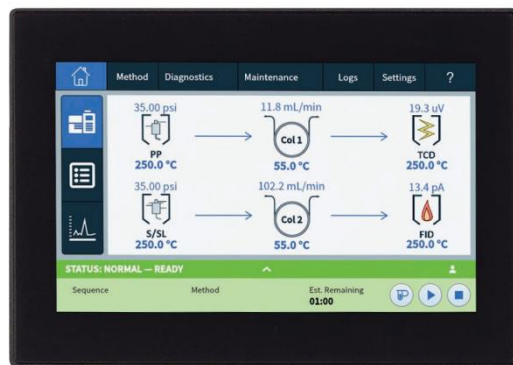 Method Diagnostics Maintenance Logs Settings ?
35.00 psi 11.8 mL/min 19.3 uV
Col 1
PP TCD
250.0 °C 55.0 °C 250.0 °C
35.00 psi 102.2 mL/min 13.4 pA
Col 2
S/SL FID
250.0 °C 55.0 °C 250.0 °C
STATUS: NORMAL — READY
Sequence Method Est. Remaining
01:00